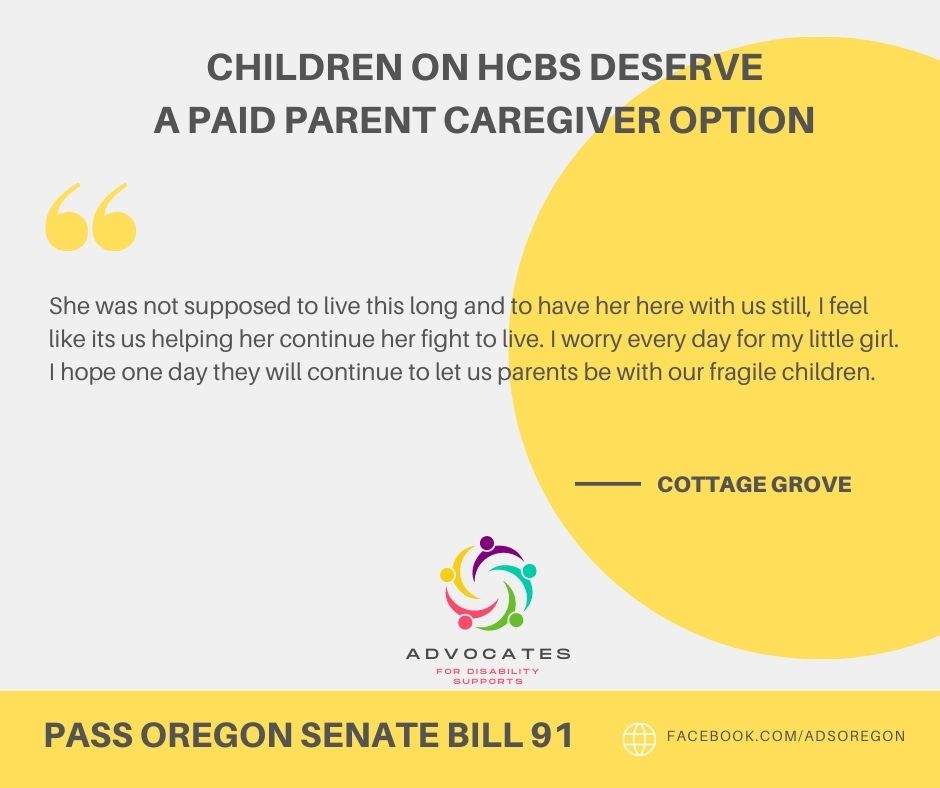 CHILDREN ON HCBS DESERVE
A PAID PARENT CAREGIVER OPTION
She was not supposed to live this long and to have her here with us still, I feel
like its us helping her continue her fight to live. I worry every day for my little girl.
I hope one day they will continue to let us parents be with our fragile children.
COTTAGE GROVE
ADVOCATES
FOR DISABILITY
SUPPORTS
PASS OREGON SENATE BILL 91
FACEBOOK.COM/ADSOREGON